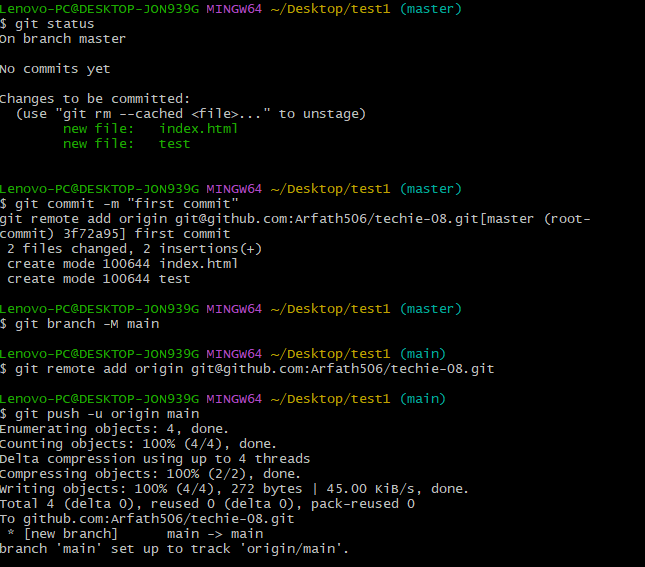 Lenovo-PC@DESKTOP-JON939G MINGW64 ~/Desktop/test1 (master)
$ git status
On branch master

No commits yet

Changes to be committed:
  (use "git rm --cached <file>..." to unstage)
        new file:   index.html
        new file:   test


Lenovo-PC@DESKTOP-JON939G MINGW64 ~/Desktop/test1 (master)
$ git commit -m "first commit"
git remote add origin git@github.com:Arfath506/techie-08.git[master (root-
commit) 3f72a95] first commit
 2 files changed, 2 insertions(+)
 create mode 100644 index.html
 create mode 100644 test

Lenovo-PC@DESKTOP-JON939G MINGW64 ~/Desktop/test1 (master)
$ git branch -M main

Lenovo-PC@DESKTOP-JON939G MINGW64 ~/Desktop/test1 (main)
$ git remote add origin git@github.com:Arfath506/techie-08.git

Lenovo-PC@DESKTOP-JON939G MINGW64 ~/Desktop/test1 (main)
$ git push -u origin main
Enumerating objects: 4, done.
Counting objects: 100% (4/4), done.
Delta compression using up to 4 threads
Compressing objects: 100% (2/2), done.
Writing objects: 100% (4/4), 272 bytes | 45.00 KiB/s, done.
Total 4 (delta 0), reused 0 (delta 0), pack-reused 0
To github.com:Arfath506/techie-08.git
 * [new branch]      main -> main
branch 'main' set up to track 'origin/main'.